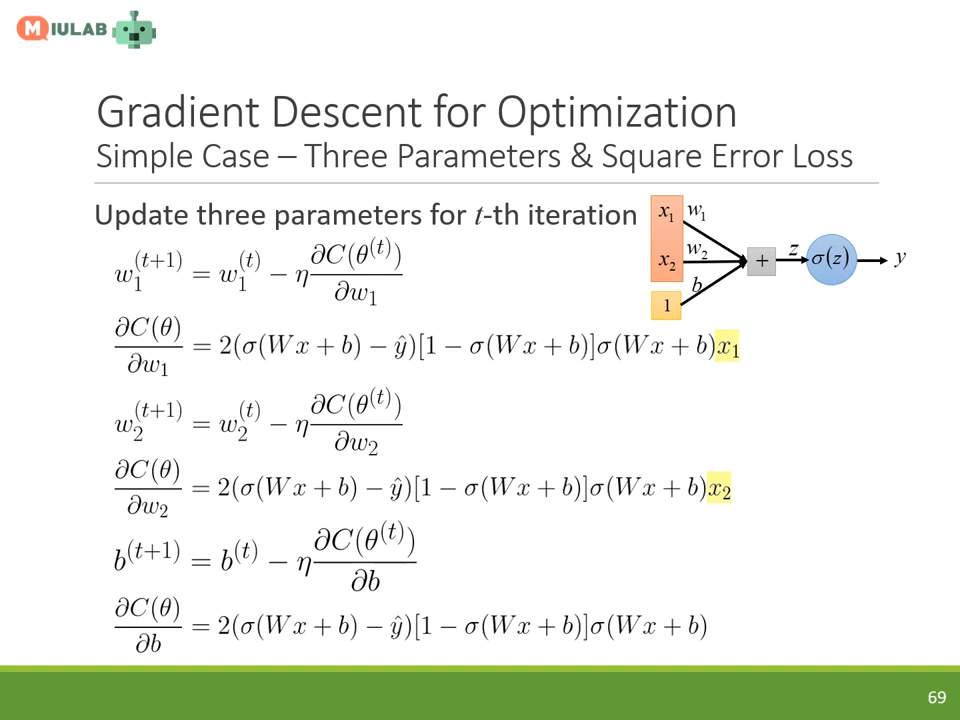 MIULAB
Gradient Descent for Optimization
Simple Case – Three Parameters & Square Error Loss
Update three parameters for t-th iteration
x₁ w₁
x₂ w₂
b
1
+
z
σ(z)
y
w₁^(t+1) = w₁^(t) − η ∂C(θ^(t))/∂w₁
∂C(θ)/∂w₁ = 2(σ(Wx + b) − ŷ)[1 − σ(Wx + b)]σ(Wx + b)x₁
w₂^(t+1) = w₂^(t) − η ∂C(θ^(t))/∂w₂
∂C(θ)/∂w₂ = 2(σ(Wx + b) − ŷ)[1 − σ(Wx + b)]σ(Wx + b)x₂
b^(t+1) = b^(t) − η ∂C(θ^(t))/∂b
∂C(θ)/∂b = 2(σ(Wx + b) − ŷ)[1 − σ(Wx + b)]σ(Wx + b)
69